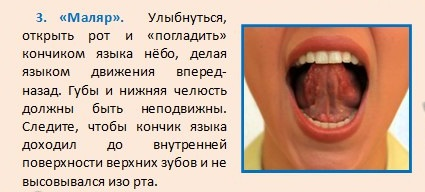 3. «Маляр». Улыбнуться,
открыть рот и «погладить»
кончиком языка нёбо, делая
языком движения вперед-
назад. Губы и нижняя челюсть
должны быть неподвижны.
Следите, чтобы кончик языка
доходил до внутренней
поверхности верхних зубов и не
высовывался изо рта.